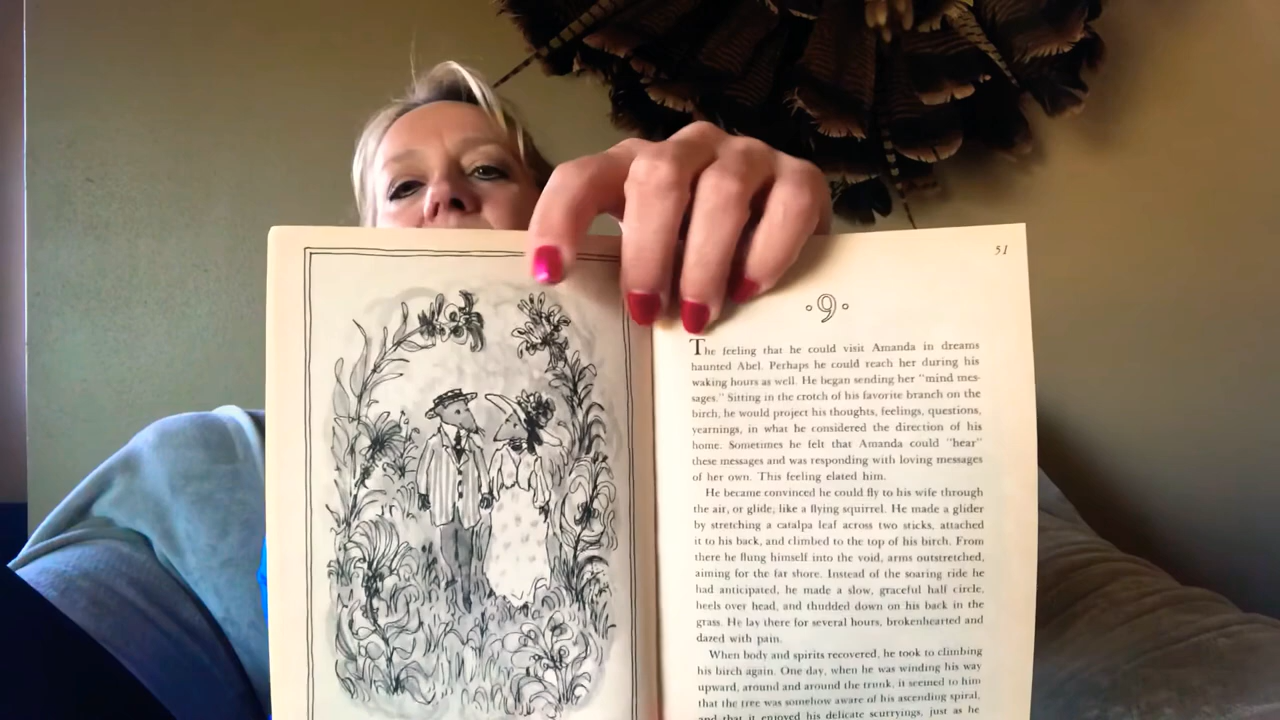 51
·9·
The feeling that he could visit Amanda in dreams
haunted Abel. Perhaps he could reach her during his
waking hours as well. He began sending her "mind mes-
sages." Sitting in the crotch of his favorite branch on the
birch, he would project his thoughts, feelings, questions,
yearnings, in what he considered the direction of his
home. Sometimes he felt that Amanda could "hear"
these messages and was responding with loving messages
of her own. This feeling elated him.
He became convinced he could fly to his wife through
the air, or glide, like a flying squirrel. He made a glider
by stretching a catalpa leaf across two sticks, attached
it to his back, and climbed to the top of his birch. From
there he flung himself into the void, arms outstretched,
aiming for the far shore. Instead of the soaring ride he
had anticipated, he made a slow, graceful half circle,
heels over head, and thudded down on his back in the
grass. He lay there for several hours, brokenhearted and
dazed with pain.
When body and spirits recovered, he took to climbing
his birch again. One day, when he was winding his way
upward, around and around the trunk, it seemed to him
that the tree was somehow aware of his ascending spiral,
and that it enjoyed his delicate scurryings, just as he